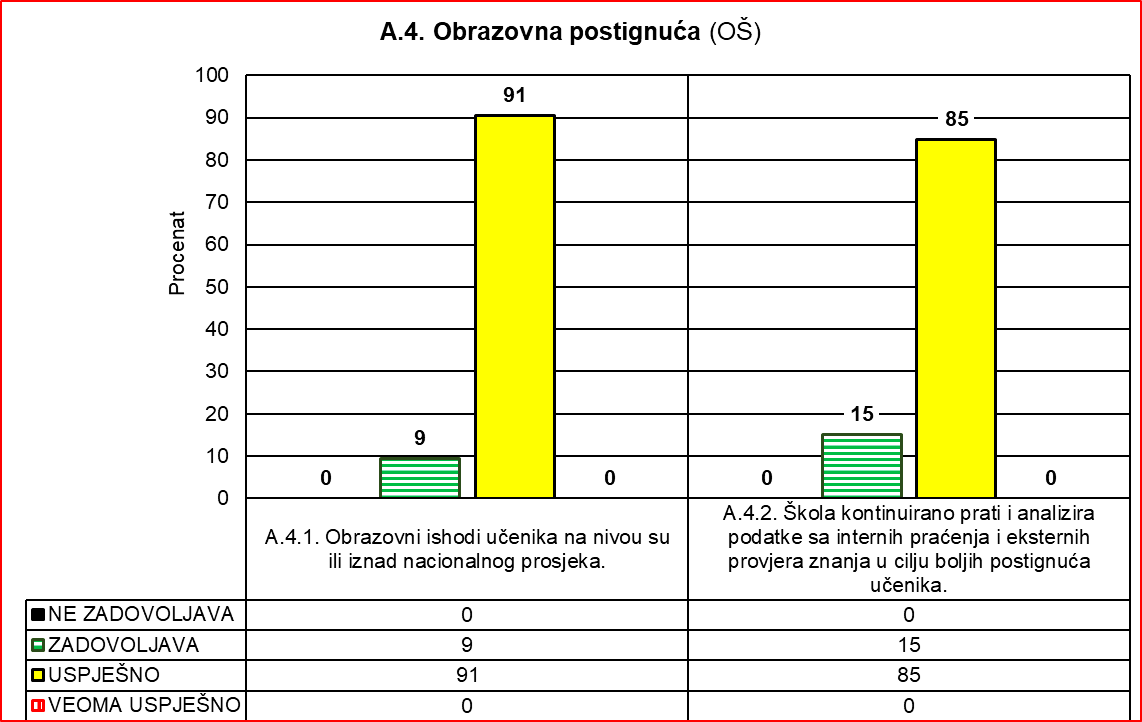 A.4. Obrazovna postignuća (OŠ)
Procenat
100
90
80
70
60
50
40
30
20
10
0
0
9
91
0
0
15
85
0
A.4.1. Obrazovni ishodi učenika na nivou su
ili iznad nacionalnog prosjeka.
A.4.2. Škola kontinuirano prati i analizira
podatke sa internih praćenja i eksternih
provjera znanja u cilju boljih postignuća
učenika.
NE ZADOVOLJAVA 0 0
ZADOVOLJAVA 9 15
USPJEŠNO 91 85
VEOMA USPJEŠNO 0 0